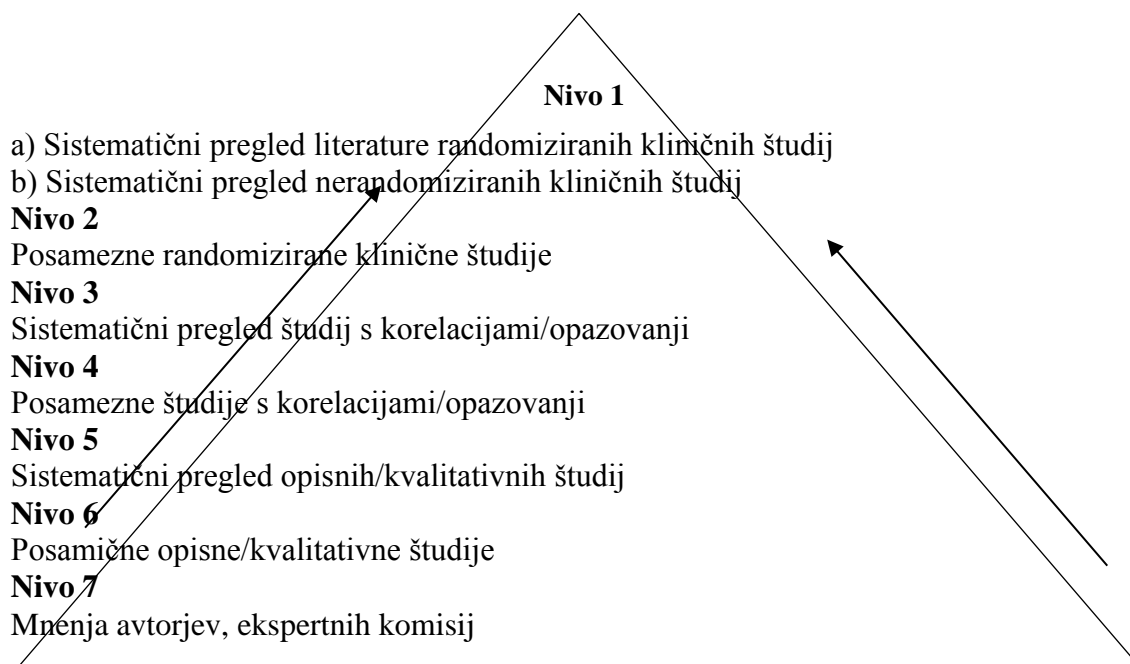 Nivo 1
a) Sistematični pregled literature randomiziranih kliničnih študij
b) Sistematični pregled nerandomiziranih kliničnih študij
Nivo 2
Posamezne randomizirane klinične študije
Nivo 3
Sistematični pregled študij s korelacijami/opazovanji
Nivo 4
Posamezne študije s korelacijami/opazovanji
Nivo 5
Sistematični pregled opisnih/kvalitativnih študij
Nivo 6
Posamične opisne/kvalitativne študije
Nivo 7
Mnenja avtorjev, ekspertnih komisij